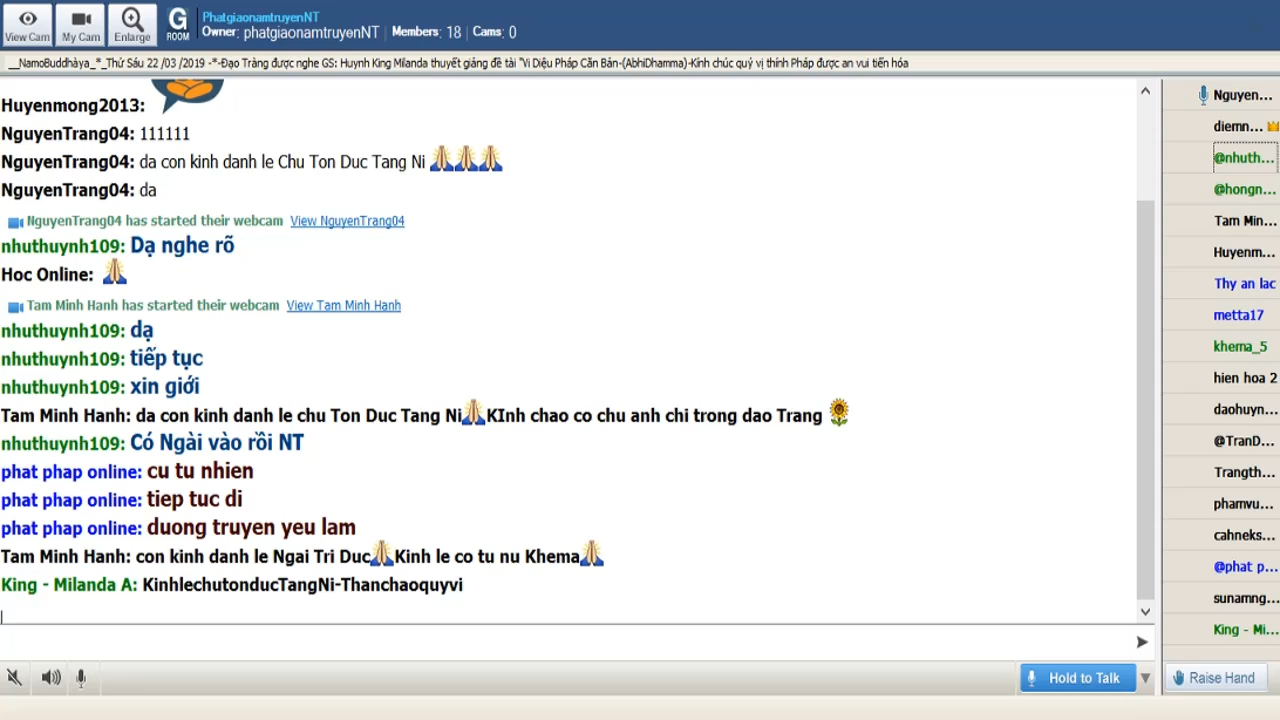 View Cam
My Cam
Enlarge
G
ROOM
PhatgiaonamtruyenNT
Owner: phatgiaonamtruyenNT | Members: 18 | Cams: 0
__NamoBuddhàya_*_Thứ Sáu 22 /03 /2019 -*-Đạo Tràng được nghe GS: Huynh King Milanda thuyết giảng đề tài "Vi Diệu Pháp Căn Bản-(AbhiDhamma)-Kính chúc quý vị thính Pháp được an vui tiến hóa
Huyenmong2013:
NguyenTrang04: 111111
NguyenTrang04: da con kinh danh le Chu Ton Duc Tang Ni 🙏🙏🙏
NguyenTrang04: da
NguyenTrang04 has started their webcam View NguyenTrang04
nhuthuynh109: Dạ nghe rõ
Hoc Online: 🙏
Tam Minh Hanh has started their webcam View Tam Minh Hanh
nhuthuynh109: dạ
nhuthuynh109: tiếp tục
nhuthuynh109: xin giới
Tam Minh Hanh: da con kinh danh le chu Ton Duc Tang Ni🙏KInh chao co chu anh chi trong dao Trang 🌻
nhuthuynh109: Có Ngài vào rồi NT
phat phap online: cu tu nhien
phat phap online: tiep tuc di
phat phap online: duong truyen yeu lam
Tam Minh Hanh: con kinh danh le Ngai Tri Duc🙏Kinh le co tu nu Khema🙏
King - Milanda A: KinhlechutonducTangNi-Thanchaoquyvi
Nguyen...
diemn...
@nhuth...
@hongn...
Tam Min...
Huyenm...
Thy an lac
metta17
khema_5
hien hoa 2
daohuyn...
@TranD...
Trangth...
phamvu...
cahneks...
@phat p...
sunamng...
King - Mi...
Hold to Talk
Raise Hand